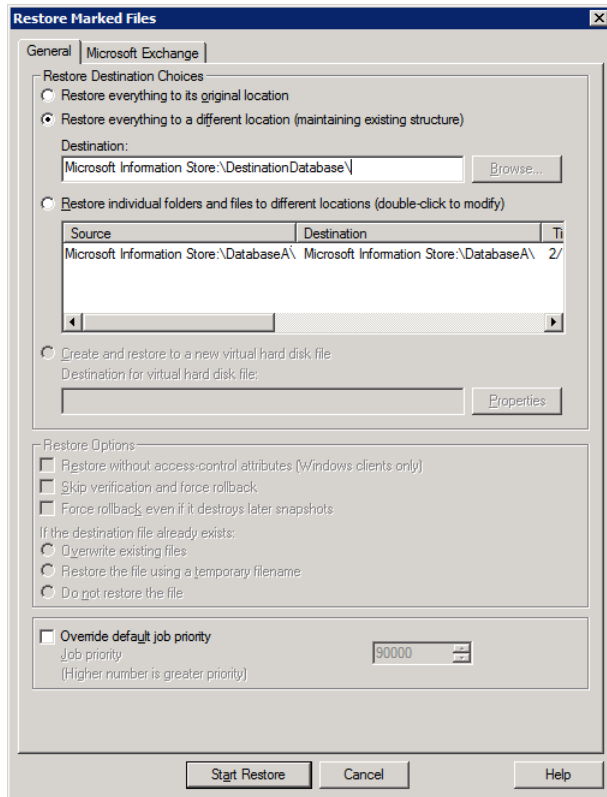 Restore Marked Files
General
Microsoft Exchange
Restore Destination Choices
Restore everything to its original location
Restore everything to a different location (maintaining existing structure)
Destination:
Microsoft Information Store:\DestinationDatabase\
Browse...
Restore individual folders and files to different locations (double-click to modify)
Source Destination Ti
Microsoft Information Store:\DatabaseA\ Microsoft Information Store:\DatabaseA\ 2/
Create and restore to a new virtual hard disk file
Destination for virtual hard disk file:
Properties
Restore Options
Restore without access-control attributes (Windows clients only)
Skip verification and force rollback
Force rollback even if it destroys later snapshots
If the destination file already exists:
Overwrite existing files
Restore the file using a temporary filename
Do not restore the file
Override default job priority
Job priority 90000
(Higher number is greater priority)
Start Restore Cancel Help